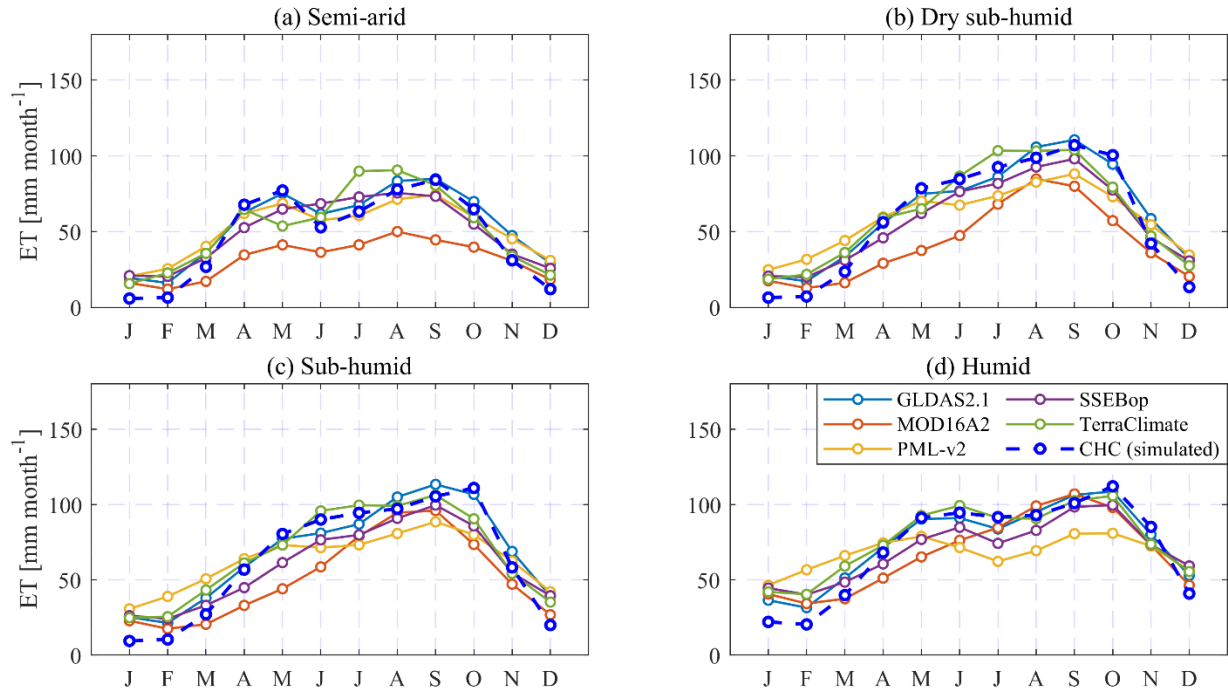 (a) Semi-arid
(b) Dry sub-humid
ET [mm month⁻¹]
150
100
50
0
J F M A M J J A S O N D
150
100
50
0
J F M A M J J A S O N D
(c) Sub-humid
(d) Humid
ET [mm month⁻¹]
150
100
50
0
J F M A M J J A S O N D
150
100
50
0
J F M A M J J A S O N D
GLDAS2.1
MOD16A2
PML-v2
SSEBop
TerraClimate
CHC (simulated)